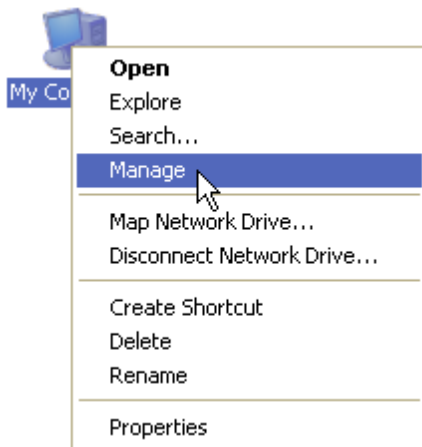 My Co
Open
Explore
Search...
Manage
Map Network Drive...
Disconnect Network Drive...
Create Shortcut
Delete
Rename
Properties